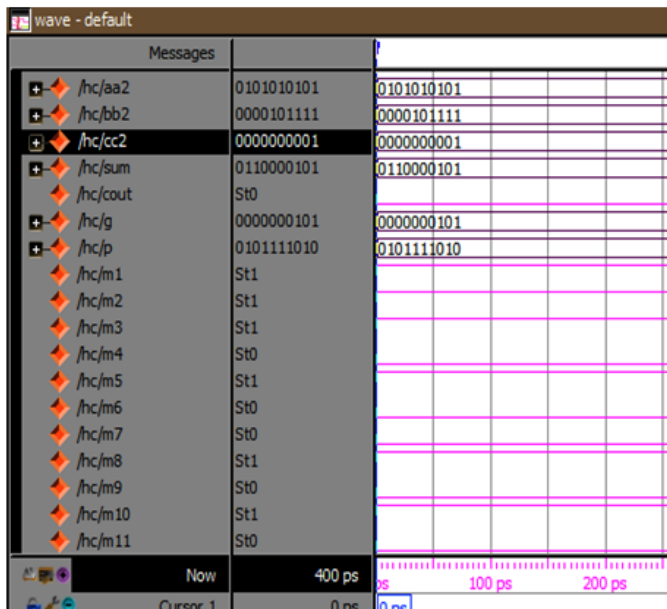 wave - default
Messages
/hc/aa2 0101010101 0101010101
/hc/bb2 0000101111 0000101111
/hc/cc2 0000000001 0000000001
/hc/sum 0110000101 0110000101
/hc/cout St0
/hc/g 0000000101 0000000101
/hc/p 0101111010 0101111010
/hc/m1 St1
/hc/m2 St1
/hc/m3 St1
/hc/m4 St0
/hc/m5 St1
/hc/m6 St0
/hc/m7 St0
/hc/m8 St1
/hc/m9 St0
/hc/m10 St1
/hc/m11 St0
Now 400 ps ps 100 ps 200 ps
Cursor 1 0 ps 0 ps